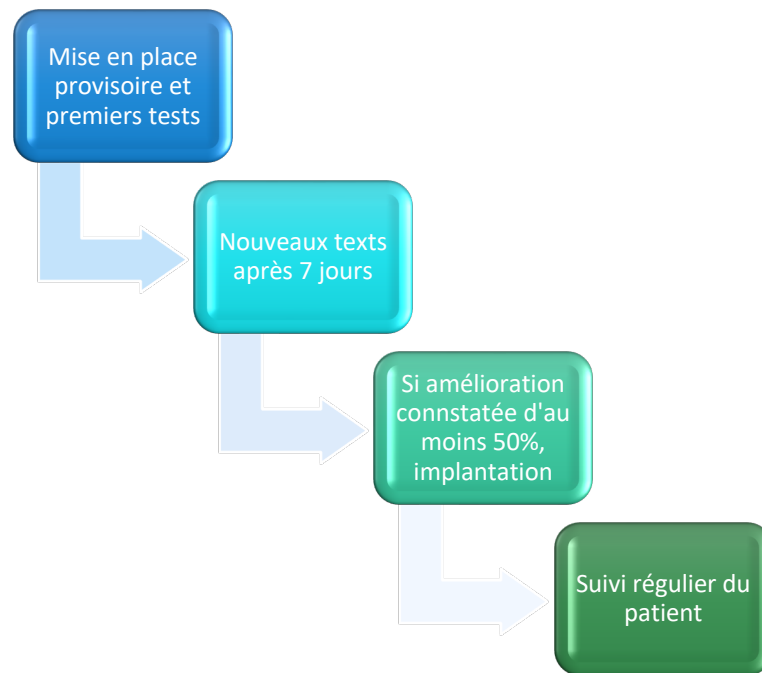 Mise en place
provisoire et
premiers tests
Nouveaux texts
après 7 jours
Si amélioration
connstatée d'au
moins 50%,
implantation
Suivi régulier du
patient